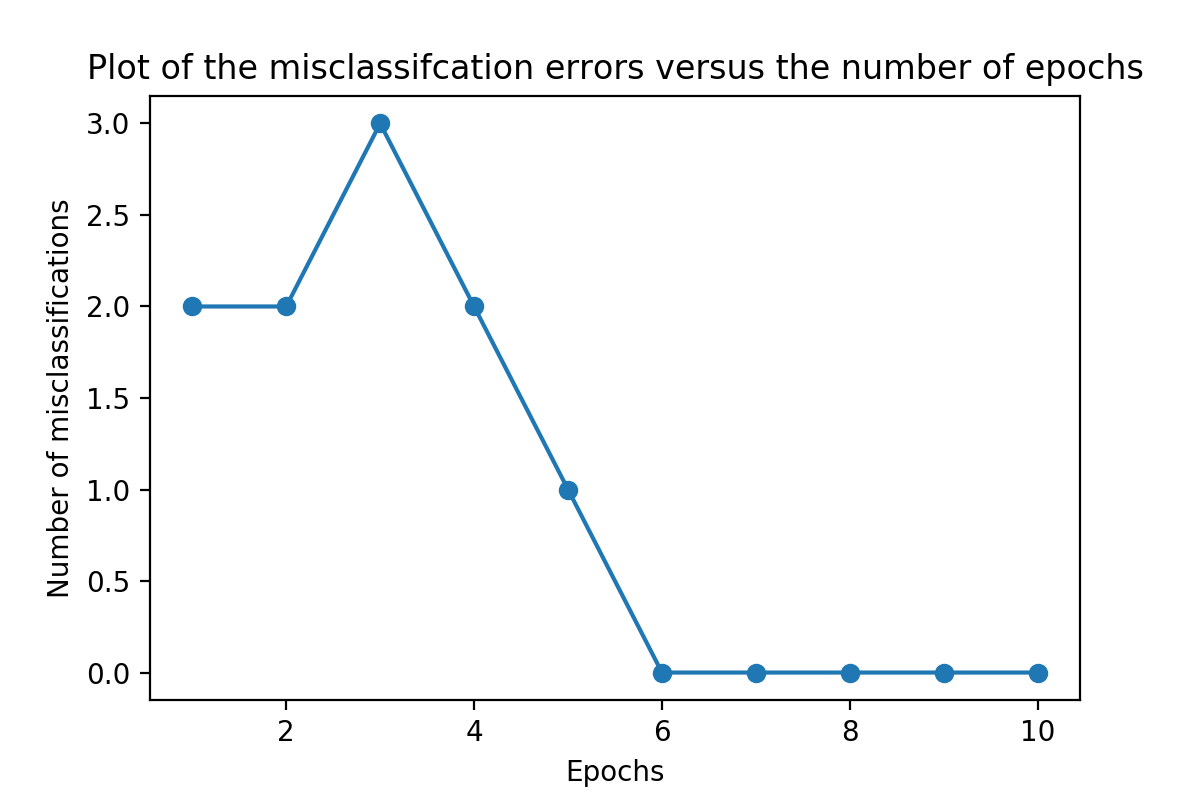 Plot of the misclassifcation errors versus the number of epochs
Number of misclassifications
3.0
2.5
2.0
1.5
1.0
0.5
0.0
2 4 6 8 10
Epochs